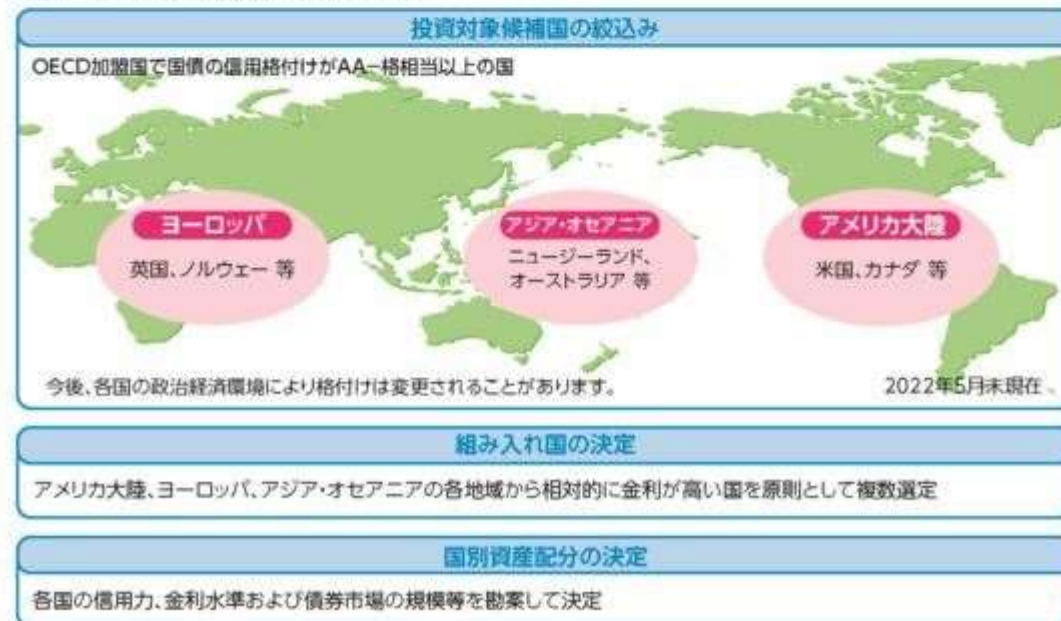 投資対象候補国の絞込み
OECD加盟国で国債の信用格付けがAA−格相当以上の国
ヨーロッパ
英国、ノルウェー 等
アジア・オセアニア
ニュージーランド、
オーストラリア 等
アメリカ大陸
米国、カナダ 等
今後、各国の政治経済環境により格付けは変更されることがあります。
2022年5月末現在
組み入れ国の決定
アメリカ大陸、ヨーロッパ、アジア・オセアニアの各地域から相対的に金利が高い国を原則として複数選定
国別資産配分の決定
各国の信用力、金利水準および債券市場の規模等を勘案して決定